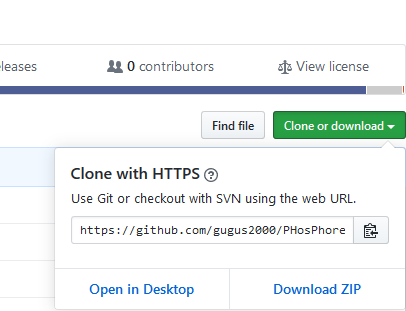 eleases 0 contributors View license
Find file Clone or download
Clone with HTTPS ?
Use Git or checkout with SVN using the web URL.
https://github.com/gugus2000/PHosPhore
Open in Desktop Download ZIP